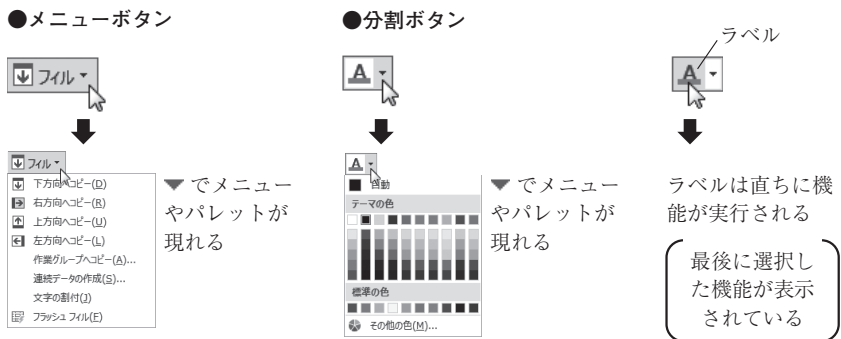 ●メニューボタン
フィル
フィル
下方向へコピー(D)
右方向へコピー(R)
上方向へコピー(U)
左方向へコピー(L)
作業グループへコピー(A)...
連続データの作成(S)...
文字の割付(J)
フラッシュ フィル(F)
▼でメニュー
やパレットが
現れる
●分割ボタン
A
A
自動
テーマの色
標準の色
その他の色(M)...
▼でメニュー
やパレットが
現れる
ラベル
A
ラベルは直ちに機
能が実行される
最後に選択し
た機能が表示
されている